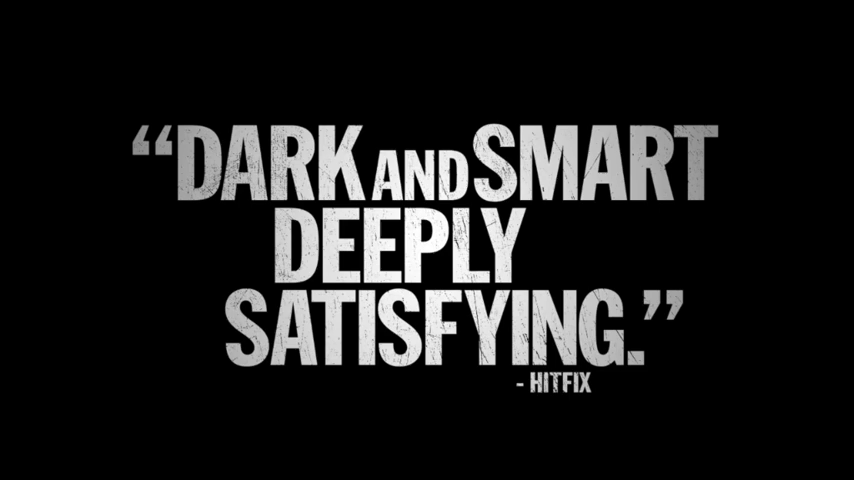 “DARK AND SMART
DEEPLY
SATISFYING.”
- HITFIX